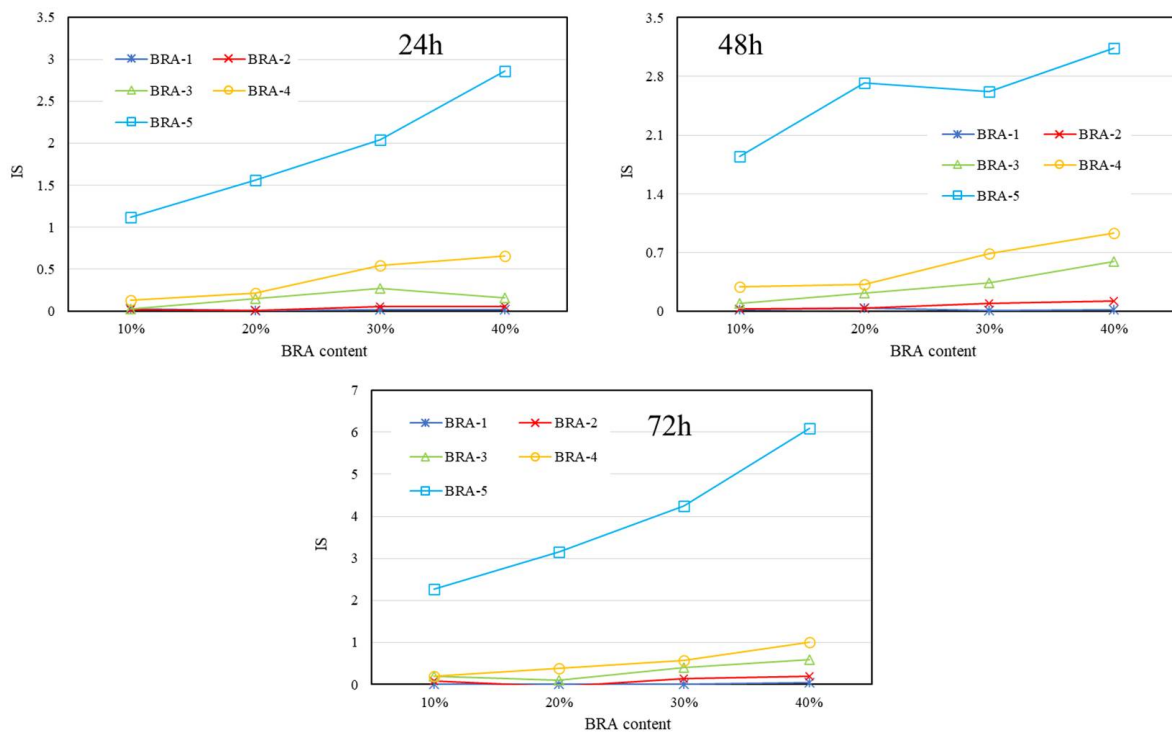 3.5
3
2.5
2
1.5
1
0.5
0
IS
24h
BRA-1 BRA-2
BRA-3 BRA-4
BRA-5
10% 20% 30% 40%
BRA content
3.5
2.8
2.1
1.4
0.7
0
IS
48h
BRA-1 BRA-2
BRA-3 BRA-4
BRA-5
10% 20% 30% 40%
BRA content
7
6
5
4
3
2
1
0
IS
72h
BRA-1 BRA-2
BRA-3 BRA-4
BRA-5
10% 20% 30% 40%
BRA content